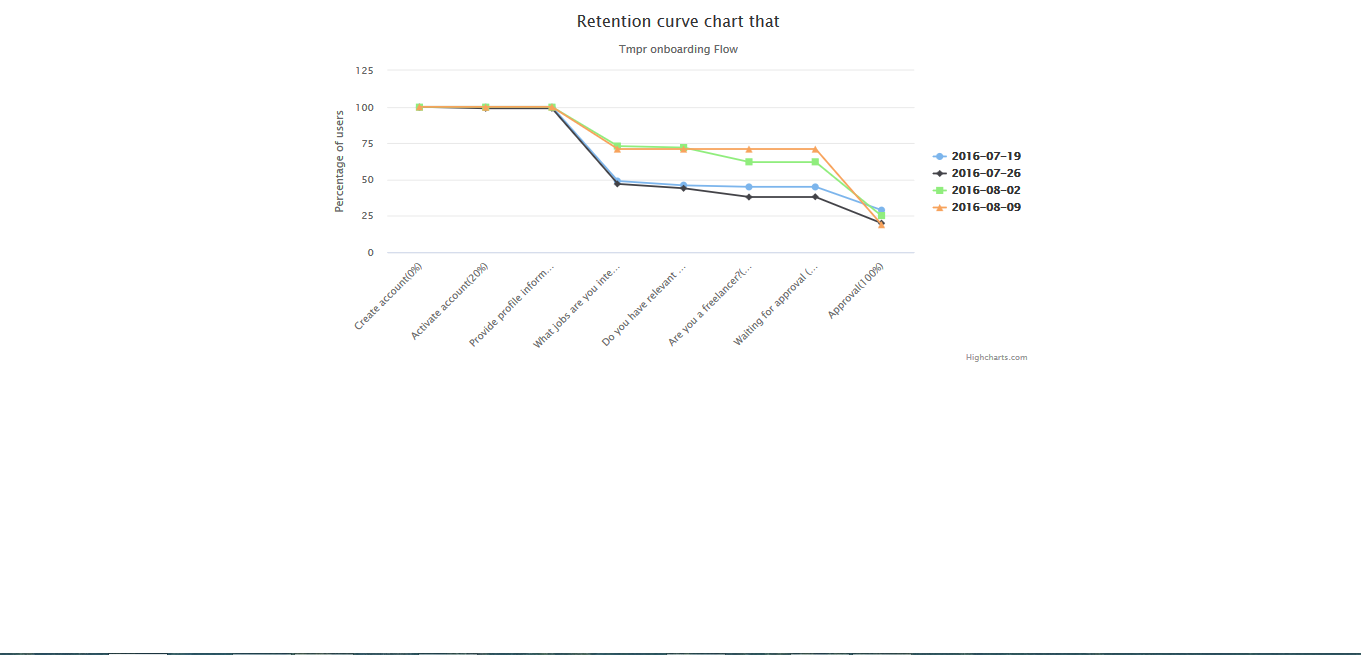 Retention curve chart that
Tmpr onboarding Flow
Percentage of users
125
100
75
50
25
0
Create account(0%)
Activate account(20%)
Provide profile inform...
What jobs are you inte...
Do you have relevant ...
Are you a freelancer?(...
Waiting for approval (...
Approval(100%)
2016-07-19
2016-07-26
2016-08-02
2016-08-09
Highcharts.com